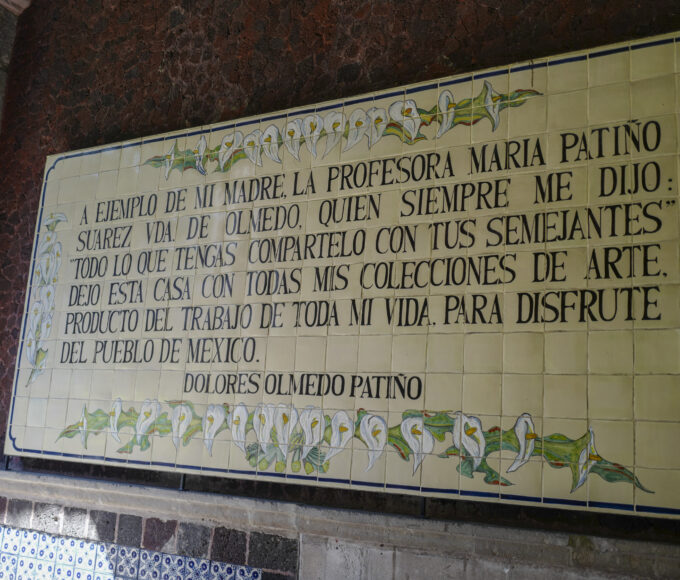 A EJEMPLO DE MI MADRE, LA PROFESORA MARIA PATIÑO
SUAREZ VDA. DE OLMEDO, QUIEN SIEMPRE ME DIJO:
"TODO LO QUE TENGAS COMPARTELO CON TUS SEMEJANTES"
DEJO ESTA CASA CON TODAS MIS COLECCIONES DE ARTE,
PRODUCTO DEL TRABAJO DE TODA MI VIDA, PARA DISFRUTE
DEL PUEBLO DE MEXICO.
DOLORES OLMEDO PATIÑO